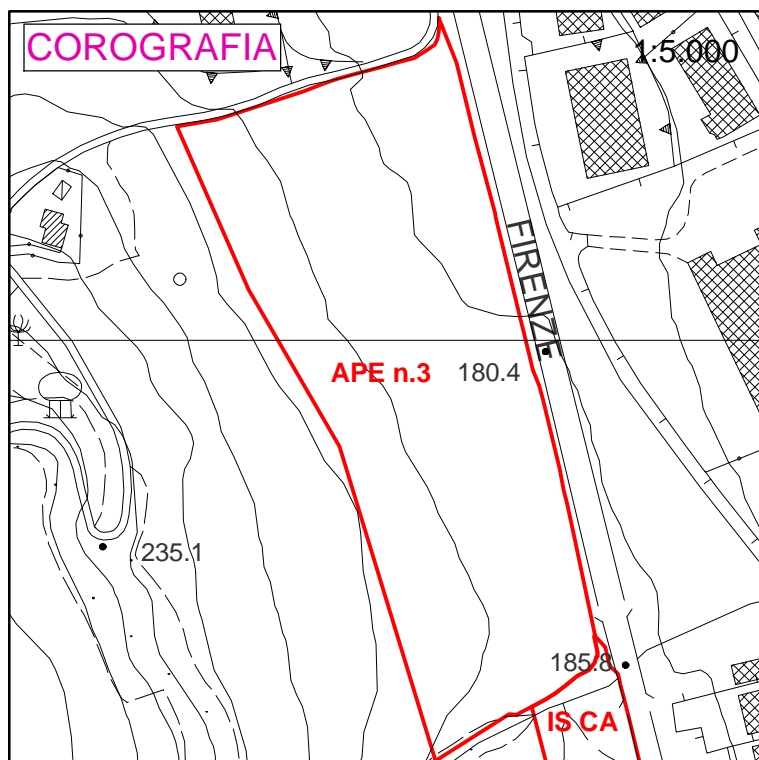 COROGRAFIA
1:5.000
FIRENZE
APE n.3
180.4
235.1
185.8
IS CA